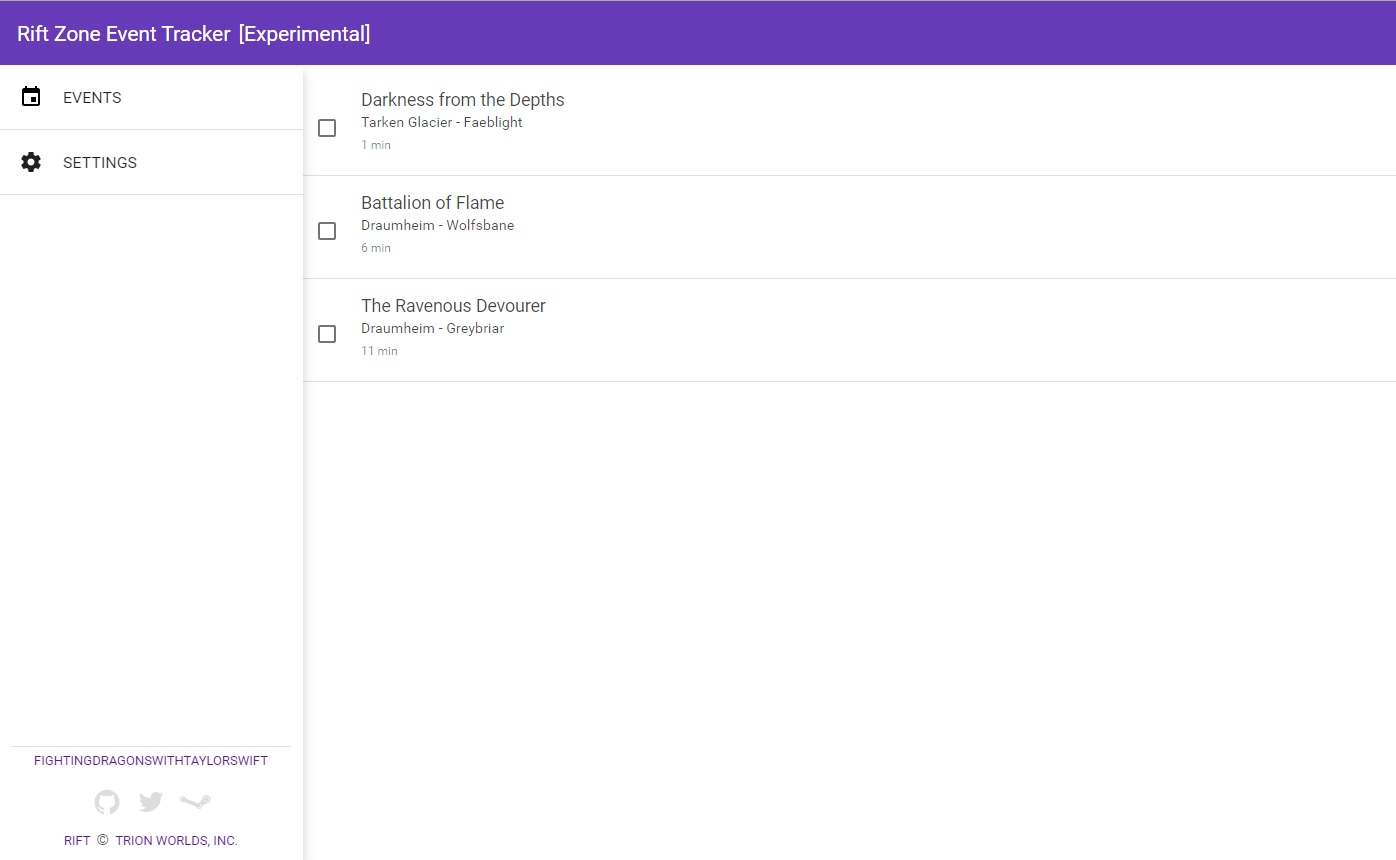 Rift Zone Event Tracker [Experimental]
EVENTS
SETTINGS
Darkness from the Depths
Tarken Glacier - Faeblight
1 min
Battalion of Flame
Draumheim - Wolfsbane
6 min
The Ravenous Devourer
Draumheim - Greybriar
11 min
FIGHTINGDRAGONSWITHTAYLORSWIFT
RIFT © TRION WORLDS, INC.